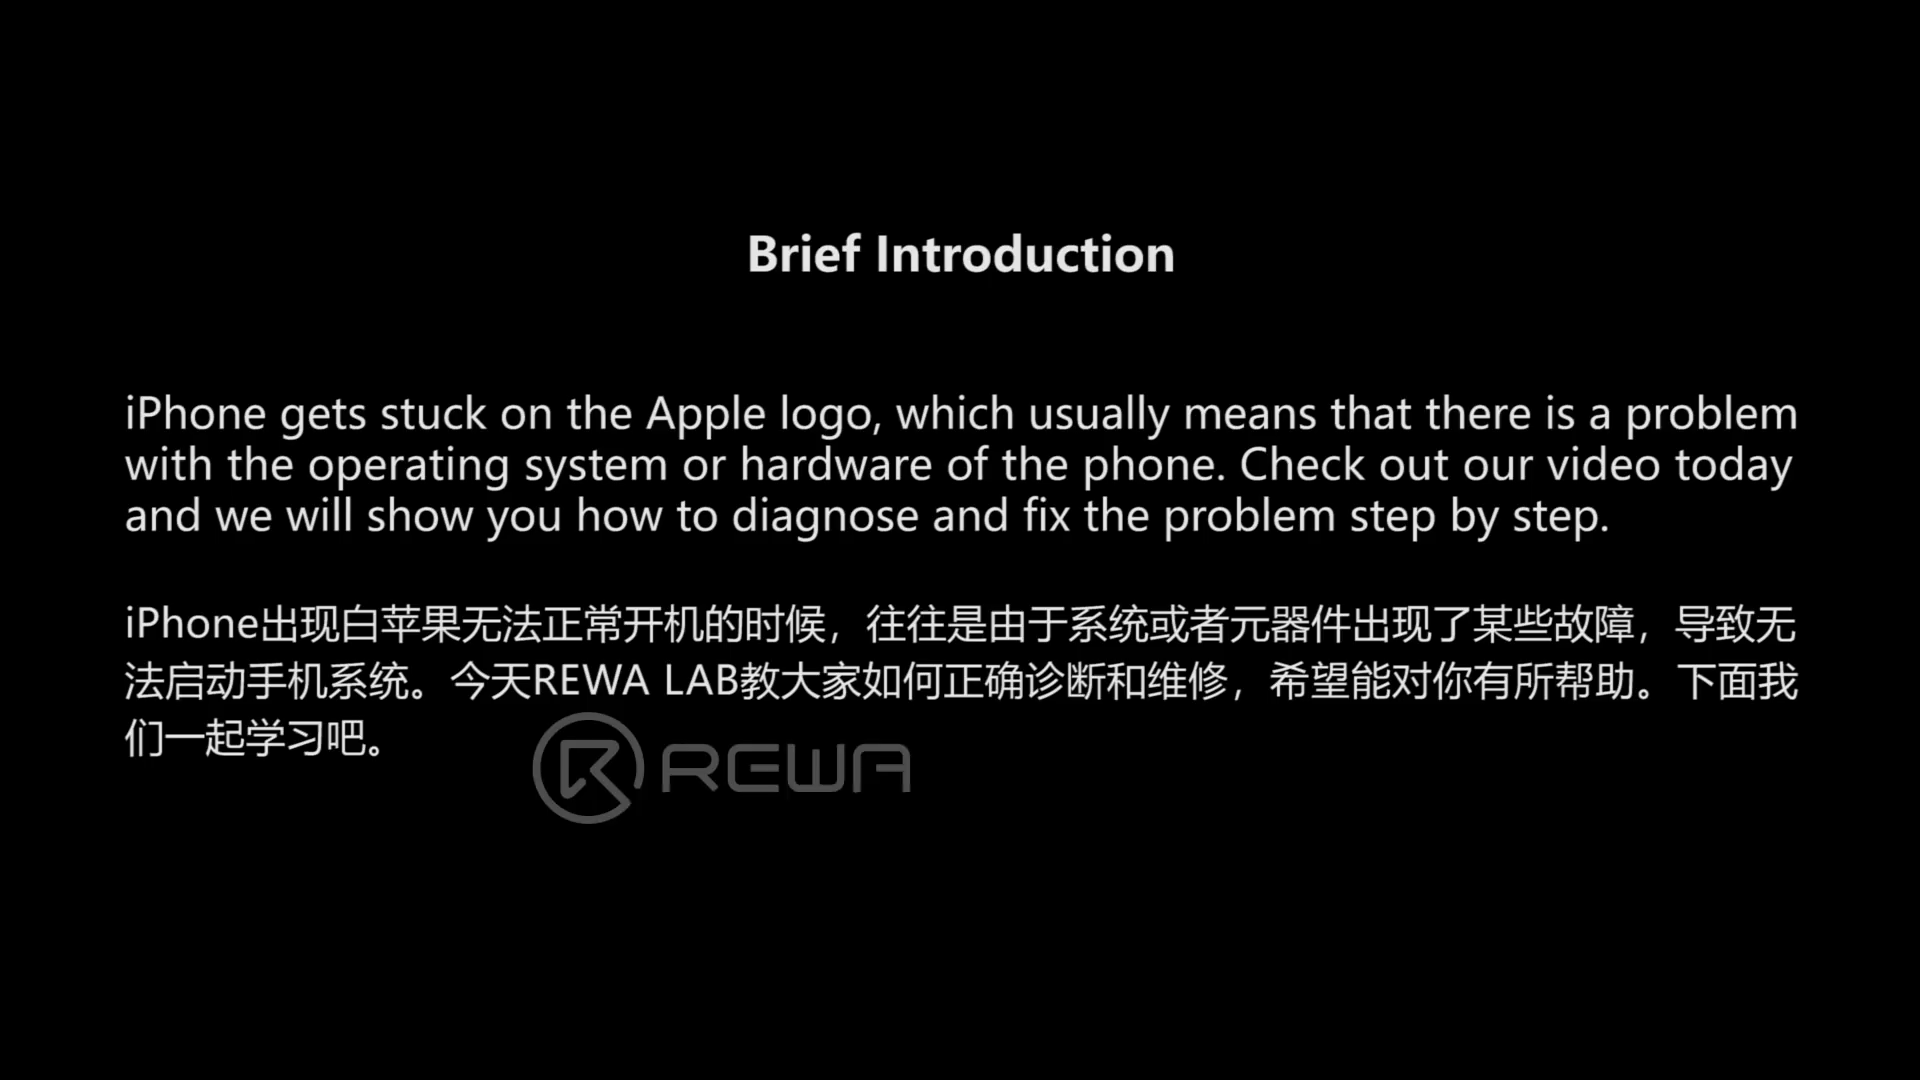 Brief Introduction
iPhone gets stuck on the Apple logo, which usually means that there is a problem
with the operating system or hardware of the phone. Check out our video today
and we will show you how to diagnose and fix the problem step by step.
iPhone出现白苹果无法正常开机的时候，往往是由于系统或者元器件出现了某些故障，导致无
法启动手机系统。今天REWA LAB教大家如何正确诊断和维修，希望能对你有所帮助。下面我
们一起学习吧。
REWA